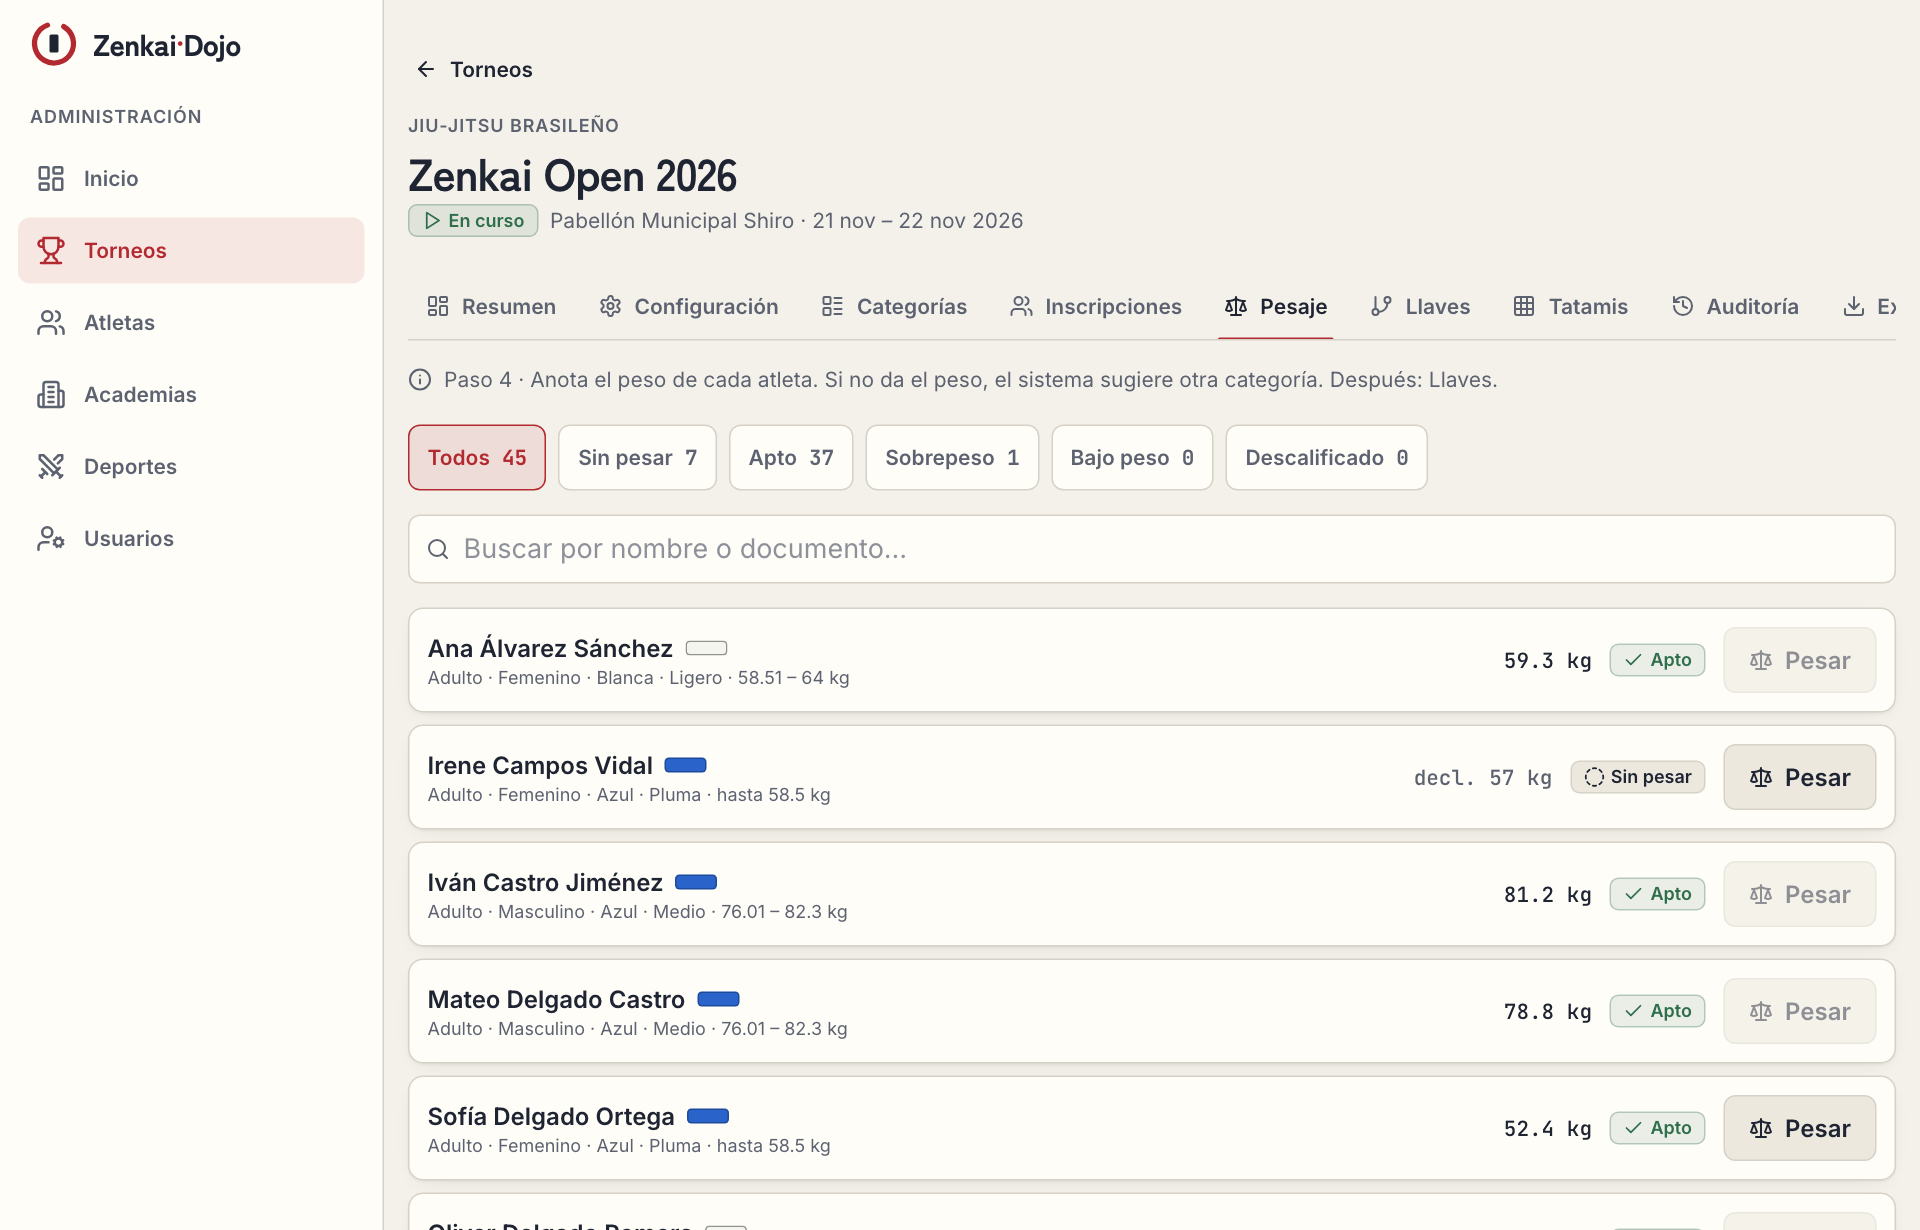 Zenkai·Dojo
ADMINISTRACIÓN
Inicio
Torneos
Atletas
Academias
Deportes
Usuarios
Torneos
JIU-JITSU BRASILEÑO
Zenkai Open 2026
En curso Pabellón Municipal Shiro · 21 nov – 22 nov 2026
Resumen Configuración Categorías Inscripciones Pesaje Llaves Tatamis Auditoría
Paso 4 · Anota el peso de cada atleta. Si no da el peso, el sistema sugiere otra categoría. Después: Llaves.
Todos 45 Sin pesar 7 Apto 37 Sobrepeso 1 Bajo peso 0 Descalificado 0
Buscar por nombre o documento...
Ana Álvarez Sánchez
Adulto · Femenino · Blanca · Ligero · 58.51 – 64 kg
59.3 kg Apto Pesar
Irene Campos Vidal
Adulto · Femenino · Azul · Pluma · hasta 58.5 kg
decl. 57 kg Sin pesar Pesar
Iván Castro Jiménez
Adulto · Masculino · Azul · Medio · 76.01 – 82.3 kg
81.2 kg Apto Pesar
Mateo Delgado Castro
Adulto · Masculino · Azul · Medio · 76.01 – 82.3 kg
78.8 kg Apto Pesar
Sofía Delgado Ortega
Adulto · Femenino · Azul · Pluma · hasta 58.5 kg
52.4 kg Apto Pesar